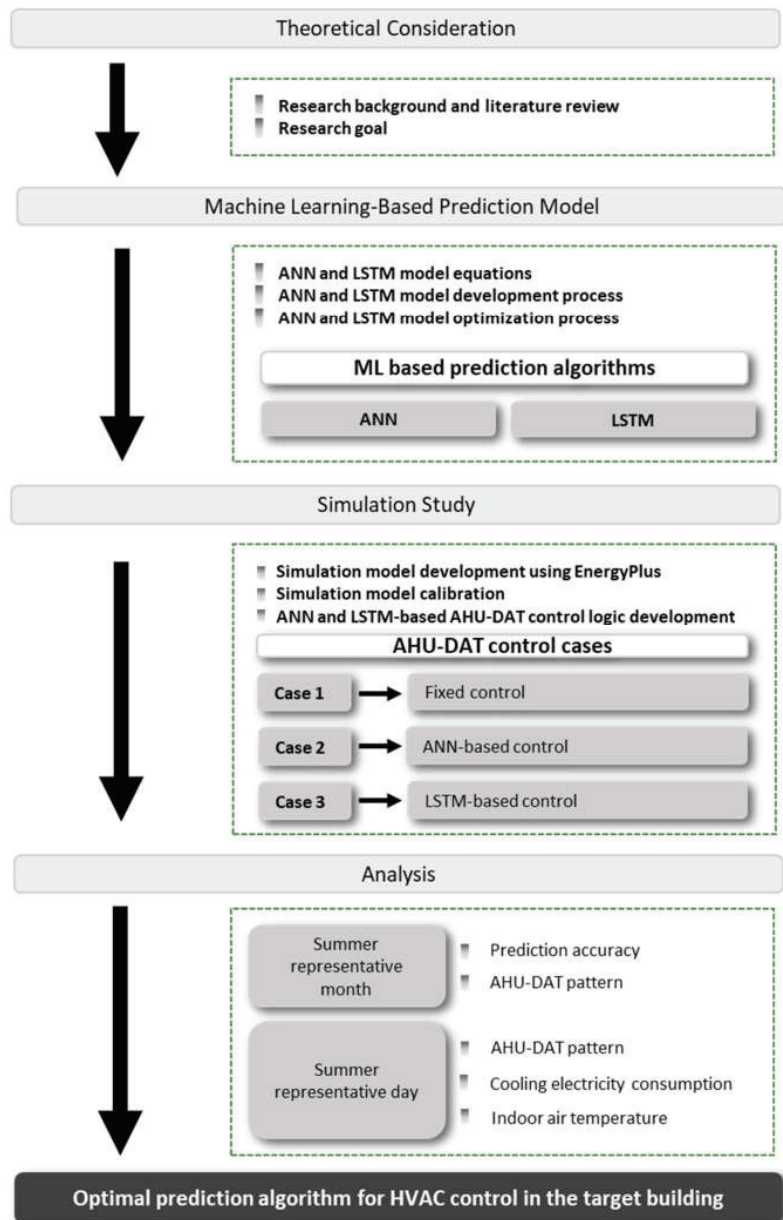 Theoretical Consideration
Research background and literature review
Research goal
Machine Learning-Based Prediction Model
ANN and LSTM model equations
ANN and LSTM model development process
ANN and LSTM model optimization process
ML based prediction algorithms
ANN
LSTM
Simulation Study
Simulation model development using EnergyPlus
Simulation model calibration
ANN and LSTM-based AHU-DAT control logic development
AHU-DAT control cases
Case 1
Fixed control
Case 2
ANN-based control
Case 3
LSTM-based control
Analysis
Summer
representative
month
Prediction accuracy
AHU-DAT pattern
Summer
representative day
AHU-DAT pattern
Cooling electricity consumption
Indoor air temperature
Optimal prediction algorithm for HVAC control in the target building